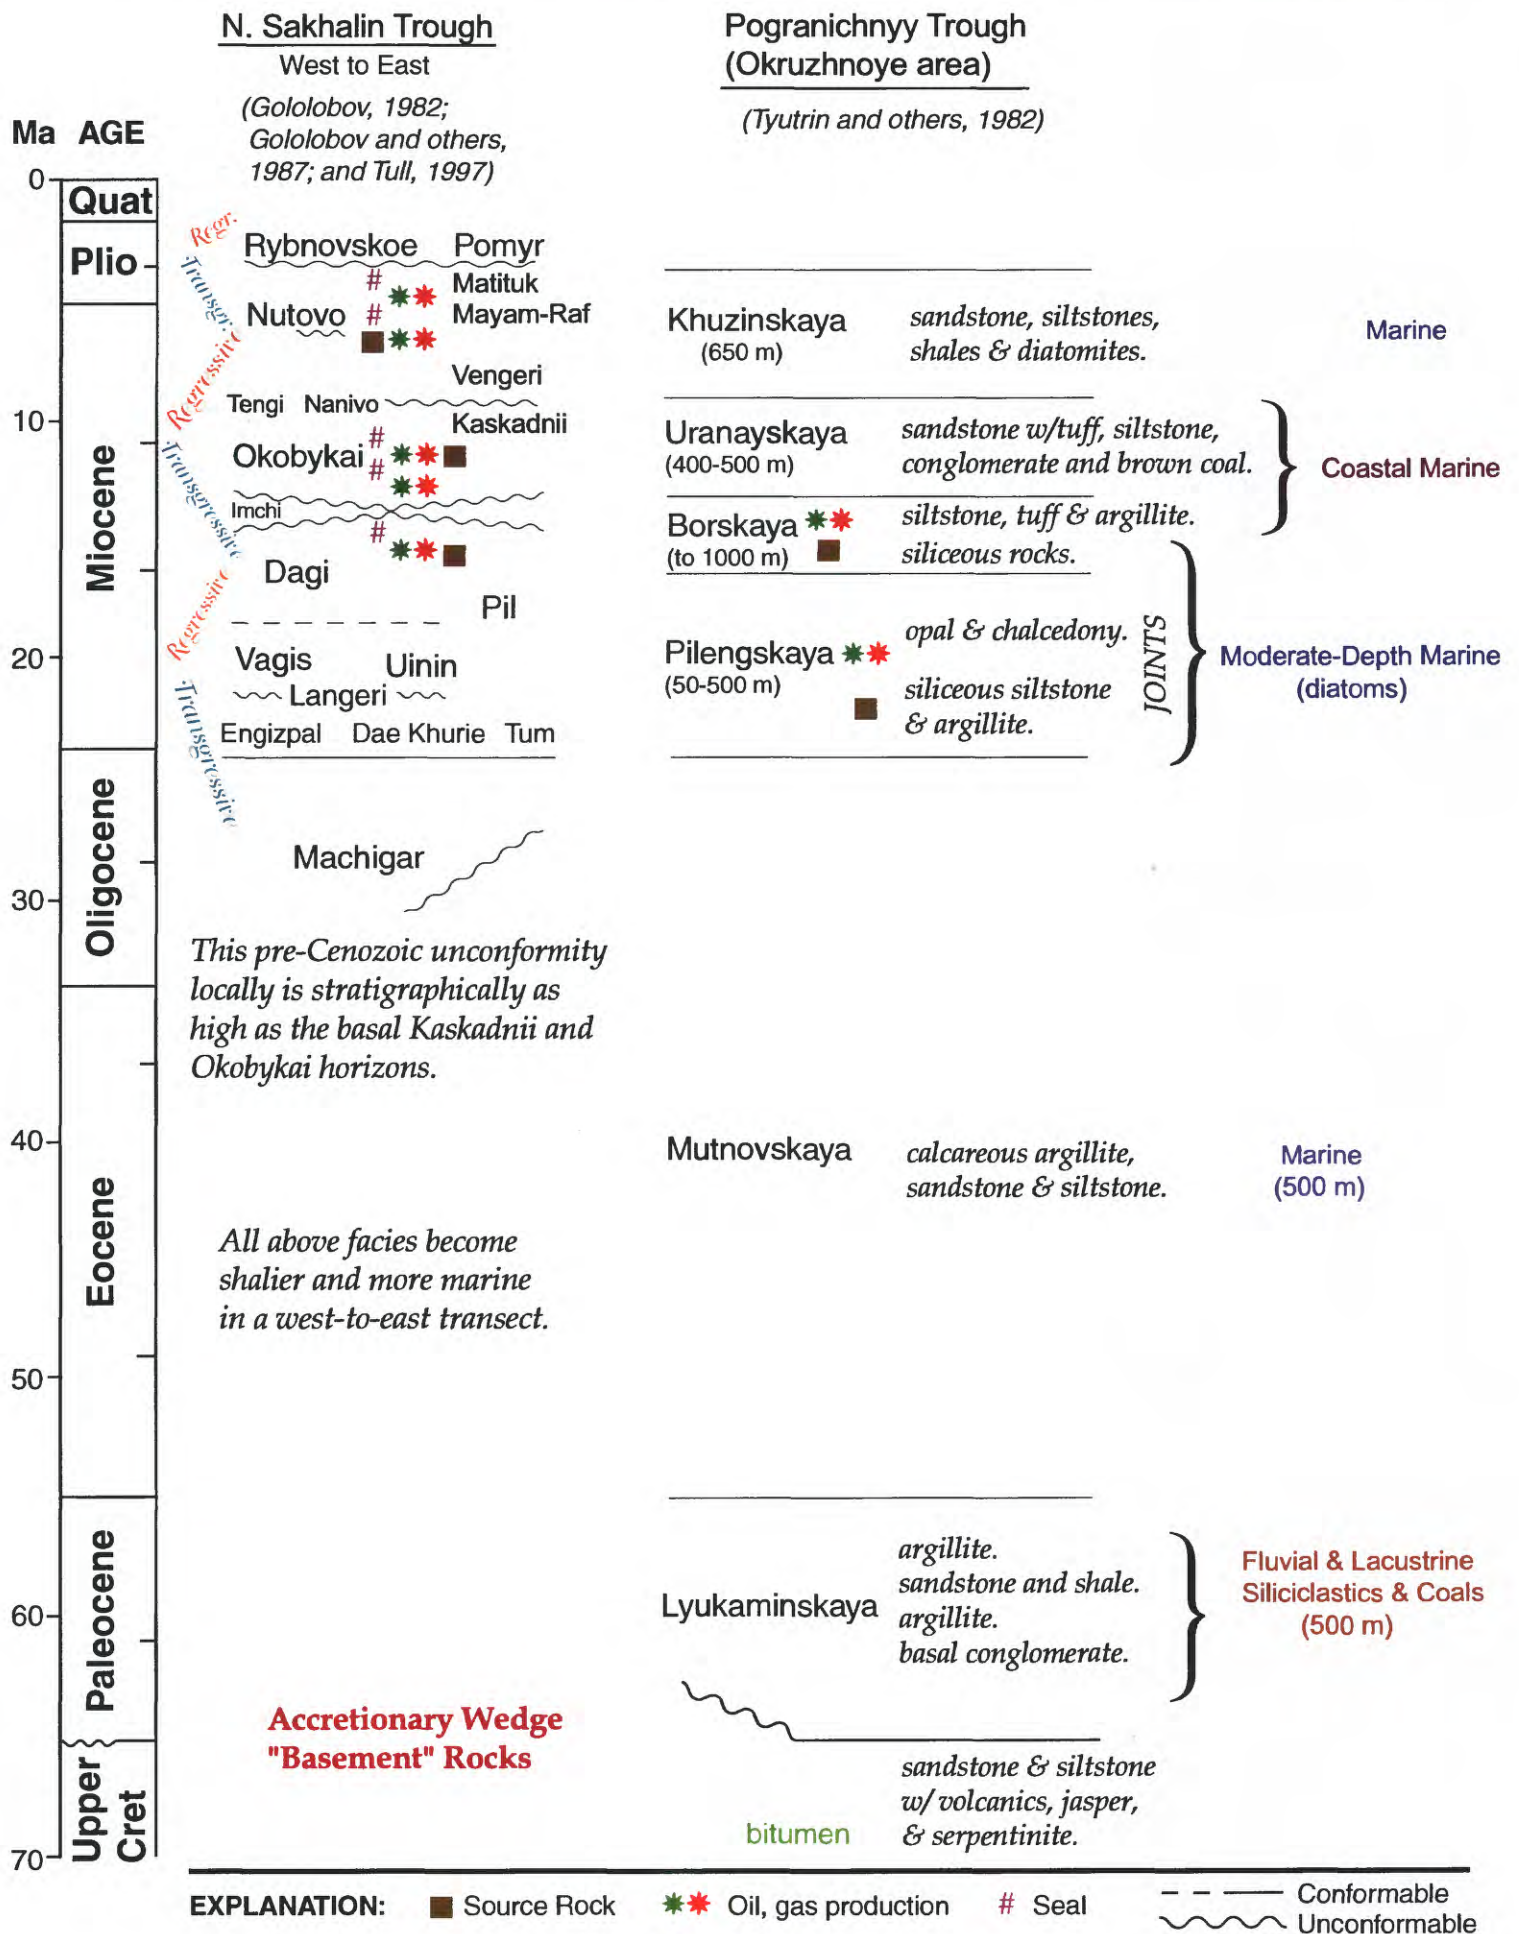 N. Sakhalin Trough
West to East
(Gololobov, 1982;
Gololobov and others,
1987; and Tull, 1997)
Pogranichnyy Trough
(Okruzhnoye area)
(Tyutrin and others, 1982)
Ma AGE
0
10
20
30
40
50
60
70
Quat
Plio
Miocene
Oligocene
Eocene
Paleocene
Upper
Cret
Regr.
Transgr.
Regressive
Transgressive
Regressive
Transgressive
Rybnovskoe Pomyr
# Matituk
Nutovo # Mayam-Raf
Vengeri
Tengi Nanivo
Kaskadnii
#
Okobykai #
Imchi
#
Dagi
Pil
Vagis Uinin
Langeri
Engizpal Dae Khurie Tum
Machigar
This pre-Cenozoic unconformity
locally is stratigraphically as
high as the basal Kaskadnii and
Okobykai horizons.
All above facies become
shalier and more marine
in a west-to-east transect.
Accretionary Wedge
"Basement" Rocks
Khuzinskaya
(650 m)
sandstone, siltstones,
shales & diatomites.
Marine
Uranayskaya
(400-500 m)
sandstone w/tuff, siltstone,
conglomerate and brown coal.
Coastal Marine
Borskaya
(to 1000 m)
siltstone, tuff & argillite.
siliceous rocks.
Pilengskaya
(50-500 m)
opal & chalcedony.
siliceous siltstone
& argillite.
JOINTS
Moderate-Depth Marine
(diatoms)
Mutnovskaya
calcareous argillite,
sandstone & siltstone.
Marine
(500 m)
Lyukaminskaya
argillite.
sandstone and shale.
argillite.
basal conglomerate.
Fluvial & Lacustrine
Siliciclastics & Coals
(500 m)
bitumen
sandstone & siltstone
w/ volcanics, jasper,
& serpentinite.
EXPLANATION: Source Rock Oil, gas production # Seal
Conformable
Unconformable